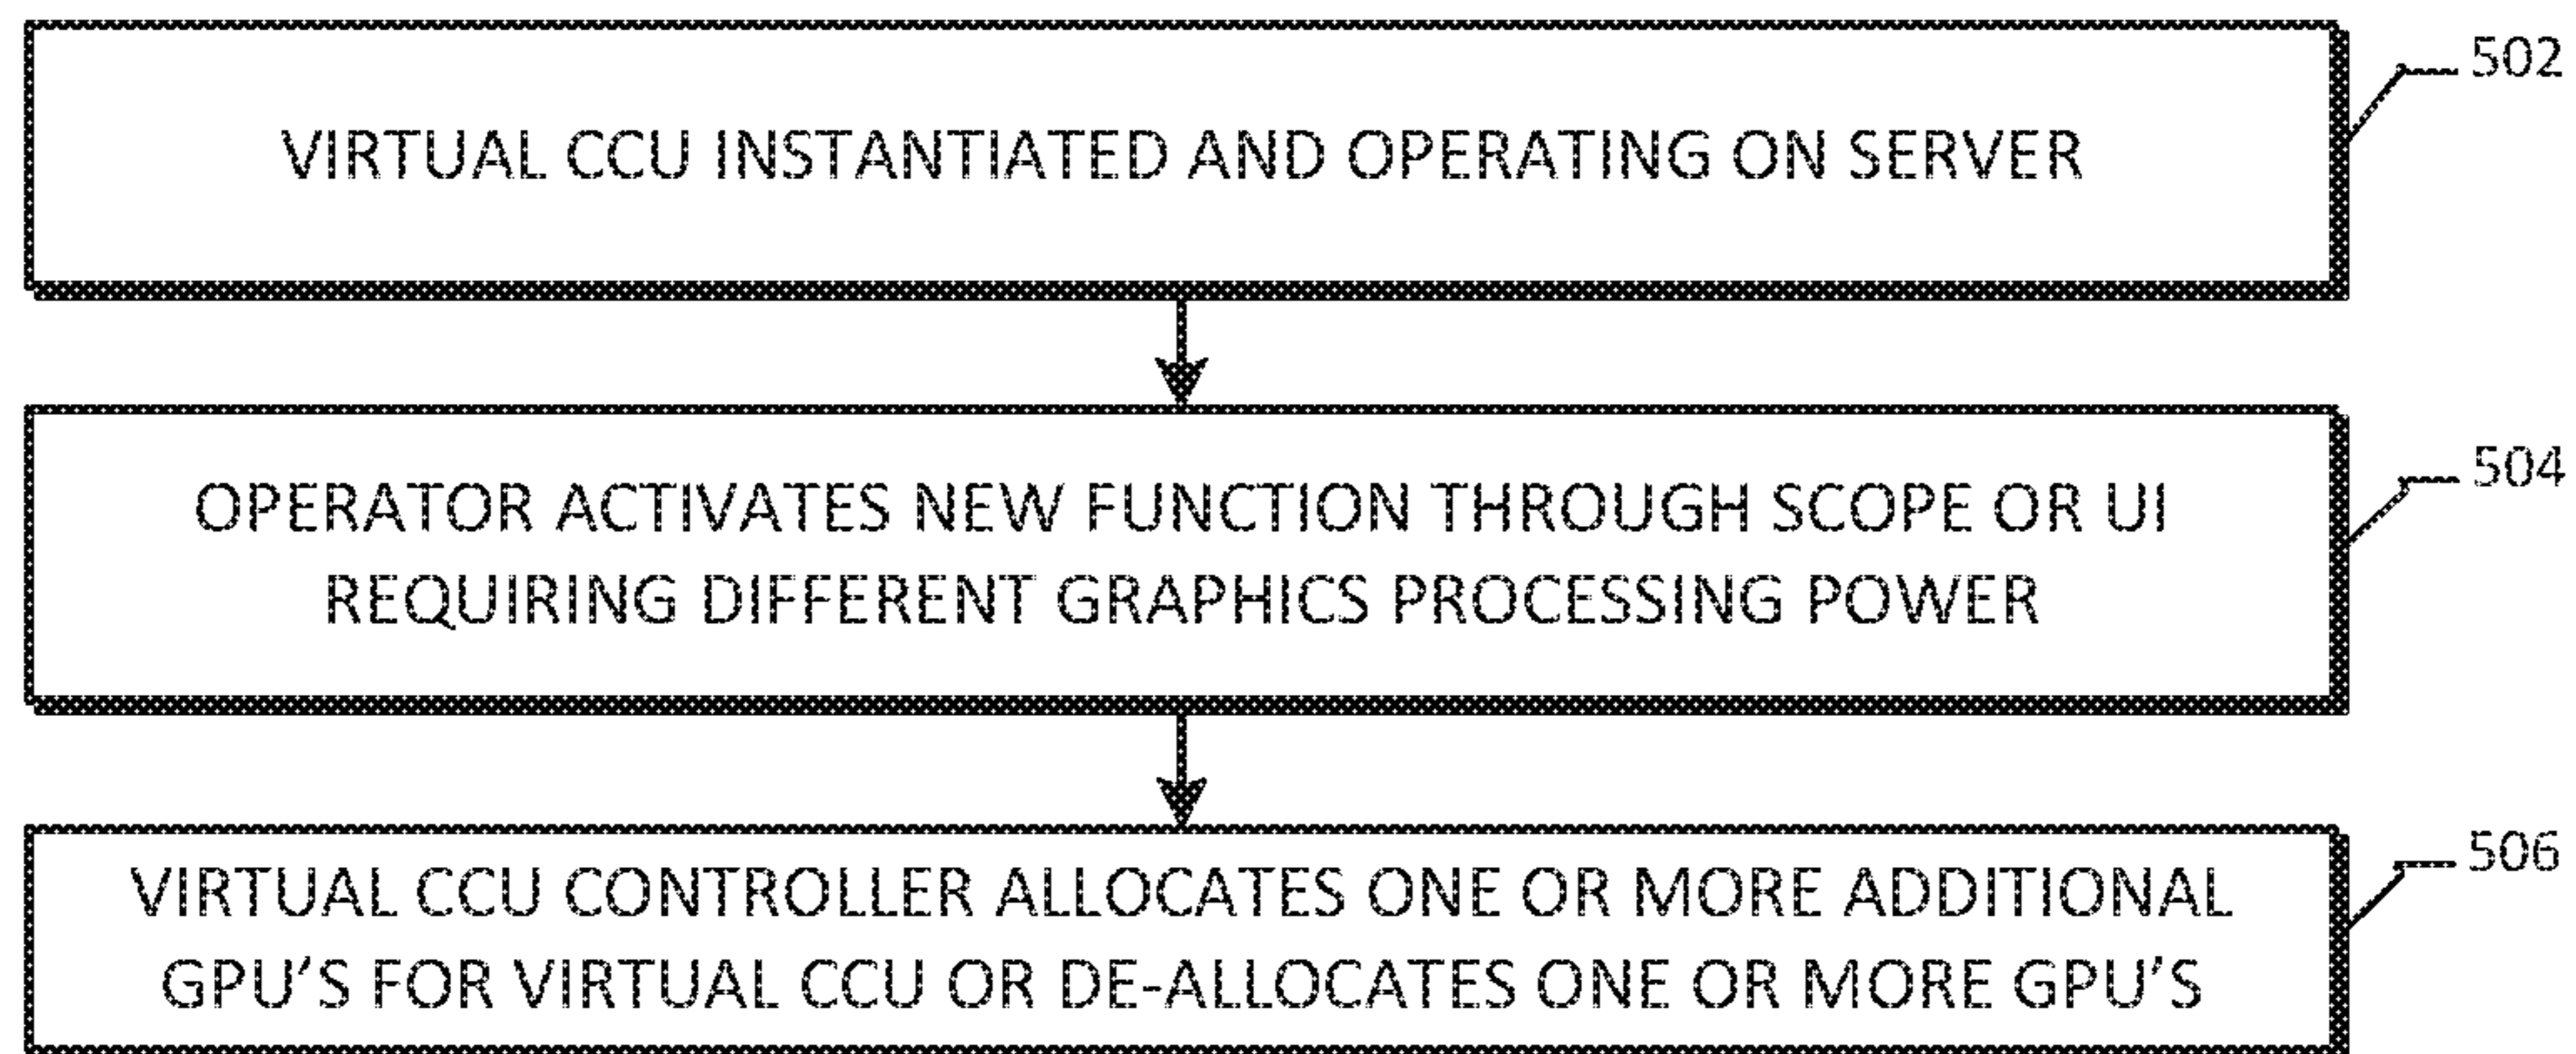 VIRTUAL CCU INSTANTIATED AND OPERATING ON SERVER
502
OPERATOR ACTIVATES NEW FUNCTION THROUGH SCOPE OR UI
REQUIRING DIFFERENT GRAPHICS PROCESSING POWER
504
VIRTUAL CCU CONTROLLER ALLOCATES ONE OR MORE ADDITIONAL
GPU'S FOR VIRTUAL CCU OR DE-ALLOCATES ONE OR MORE GPU'S
506